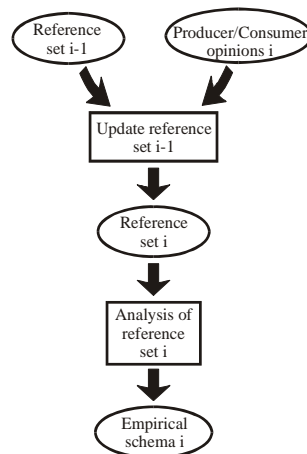 Reference
set i-1
Producer/Consumer
opinions i
Update reference
set i-1
Reference
set i
Analysis of
reference
set i
Empirical
schema i